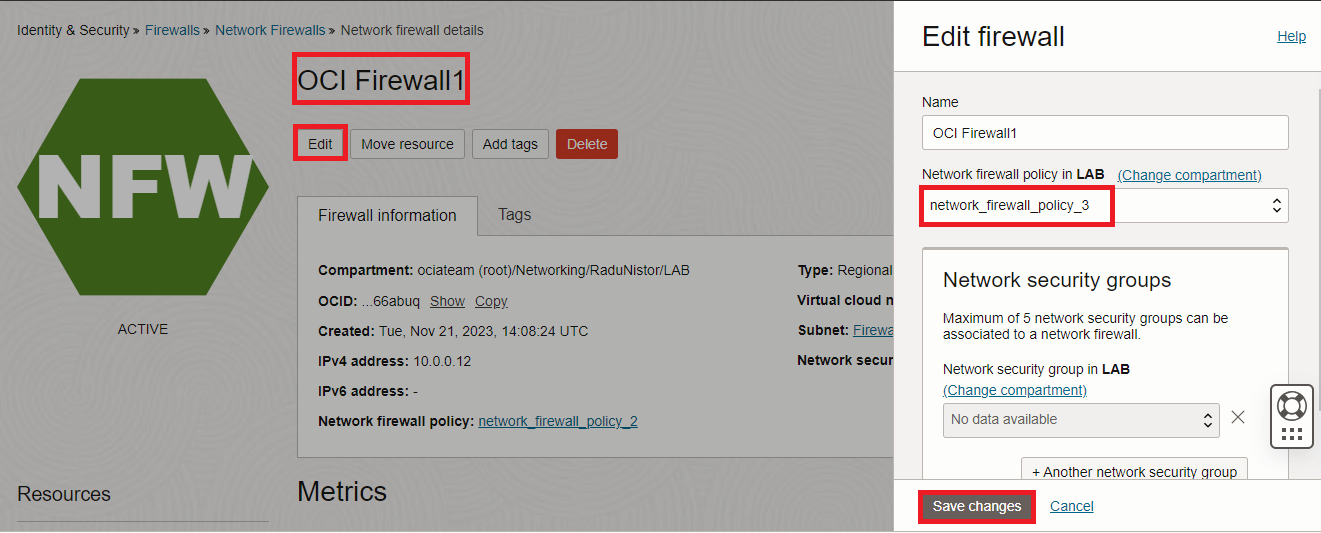 Identity & Security » Firewalls » Network Firewalls » Network firewall details
NFW
ACTIVE
OCI Firewall1
Edit
Move resource
Add tags
Delete
Firewall information
Tags
Compartment: ociateam (root)/Networking/RaduNistor/LAB
OCID: ...66abuq Show Copy
Created: Tue, Nov 21, 2023, 14:08:24 UTC
IPv4 address: 10.0.0.12
IPv6 address: -
Network firewall policy: network_firewall_policy_2
Type: Regional
Virtual cloud n
Subnet: Firewa
Network secur
Resources
Metrics
Edit firewall
Help
Name
OCI Firewall1
Network firewall policy in LAB (Change compartment)
network_firewall_policy_3
Network security groups
Maximum of 5 network security groups can be
associated to a network firewall.
Network security group in LAB
(Change compartment)
No data available
+ Another network security group
Save changes
Cancel